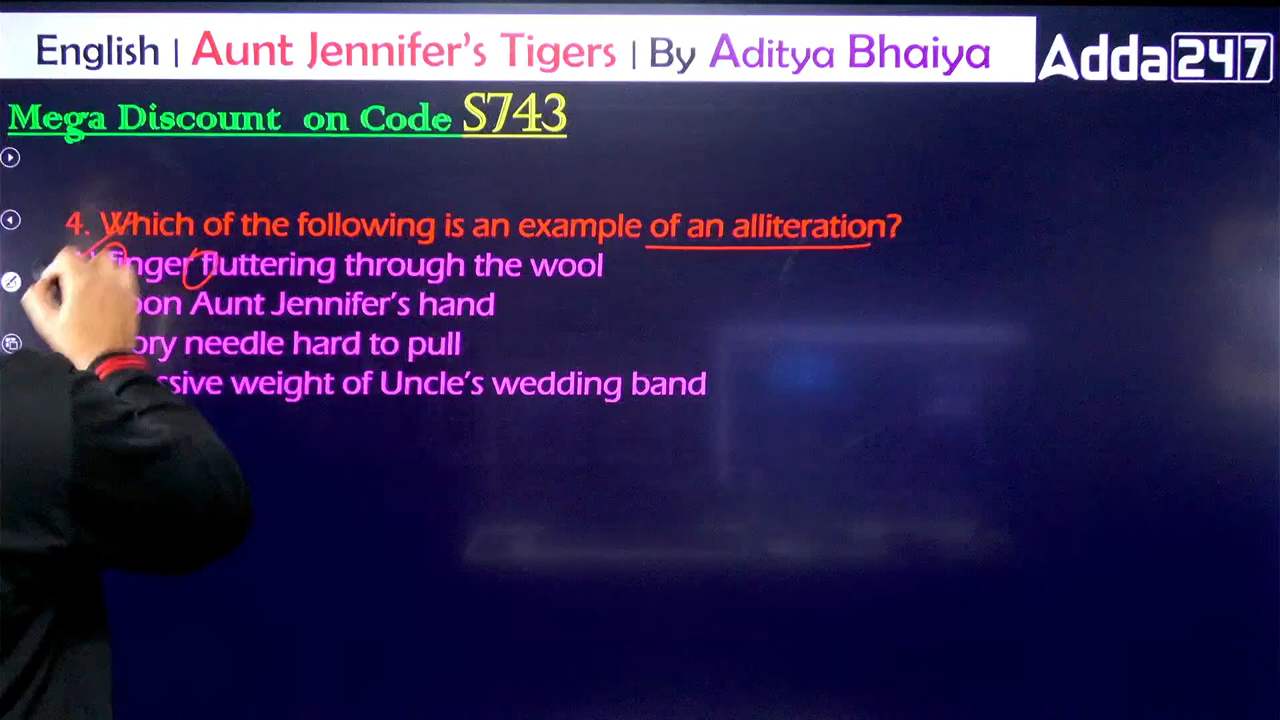 English | Aunt Jennifer's Tigers | By Aditya Bhaiya
Adda247
Mega Discount on Code S743
4. Which of the following is an example of an alliteration?
finger fluttering through the wool
Aunt Jennifer's hand
needle hard to pull
weight of Uncle's wedding band